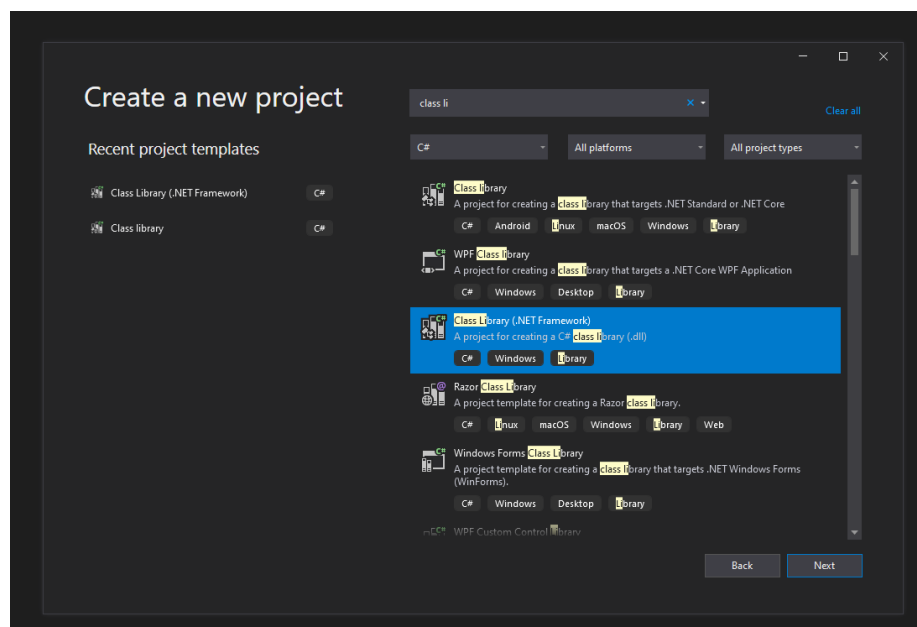 Create a new project
Recent project templates
Class Library (.NET Framework) C#
Class library C#
class li
Clear all
C# All platforms All project types
Class library
A project for creating a class library that targets .NET Standard or .NET Core
C# Android Linux macOS Windows Library
WPF Class library
A project for creating a class library that targets a .NET Core WPF Application
C# Windows Desktop Library
Class Library (.NET Framework)
A project for creating a C# class library (.dll)
C# Windows Library
Razor Class Library
A project template for creating a Razor class library.
C# Linux macOS Windows Library Web
Windows Forms Class Library
A project template for creating a class library that targets .NET Windows Forms
(WinForms).
C# Windows Desktop Library
WPF Custom Control Library
Back Next